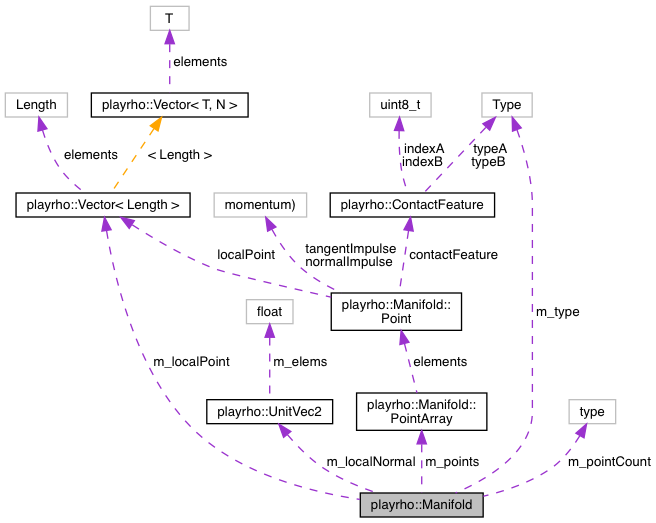 T
elements
Length
playrho::Vector< T, N >
uint8_t
Type
elements
< Length >
indexA
indexB
typeA
typeB
playrho::Vector< Length >
momentum)
playrho::ContactFeature
localPoint
tangentImpulse
normalImpulse
contactFeature
float
playrho::Manifold::
Point
m_type
m_localPoint
m_elems
elements
playrho::UnitVec2
playrho::Manifold::
PointArray
type
m_localNormal
m_points
m_pointCount
playrho::Manifold